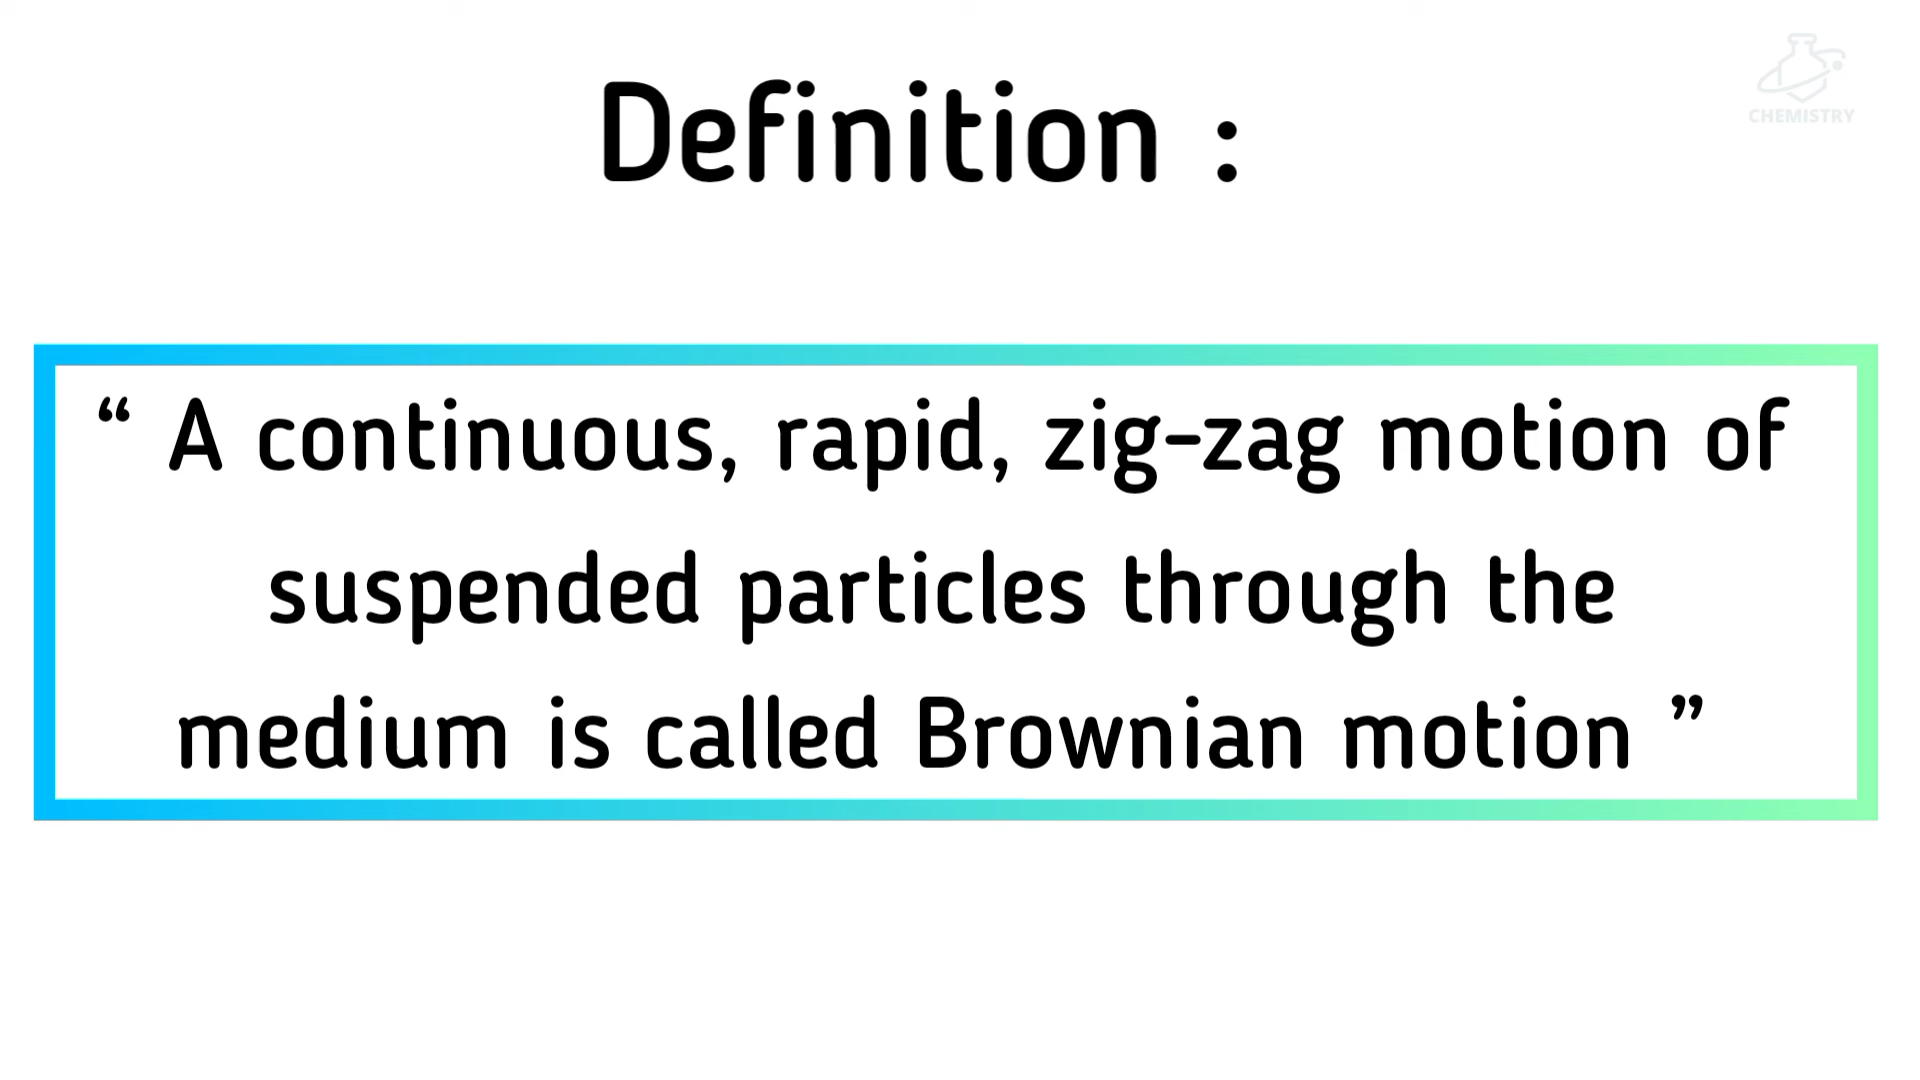 CHEMISTRY
Definition :
“ A continuous, rapid, zig-zag motion of
suspended particles through the
medium is called Brownian motion ”